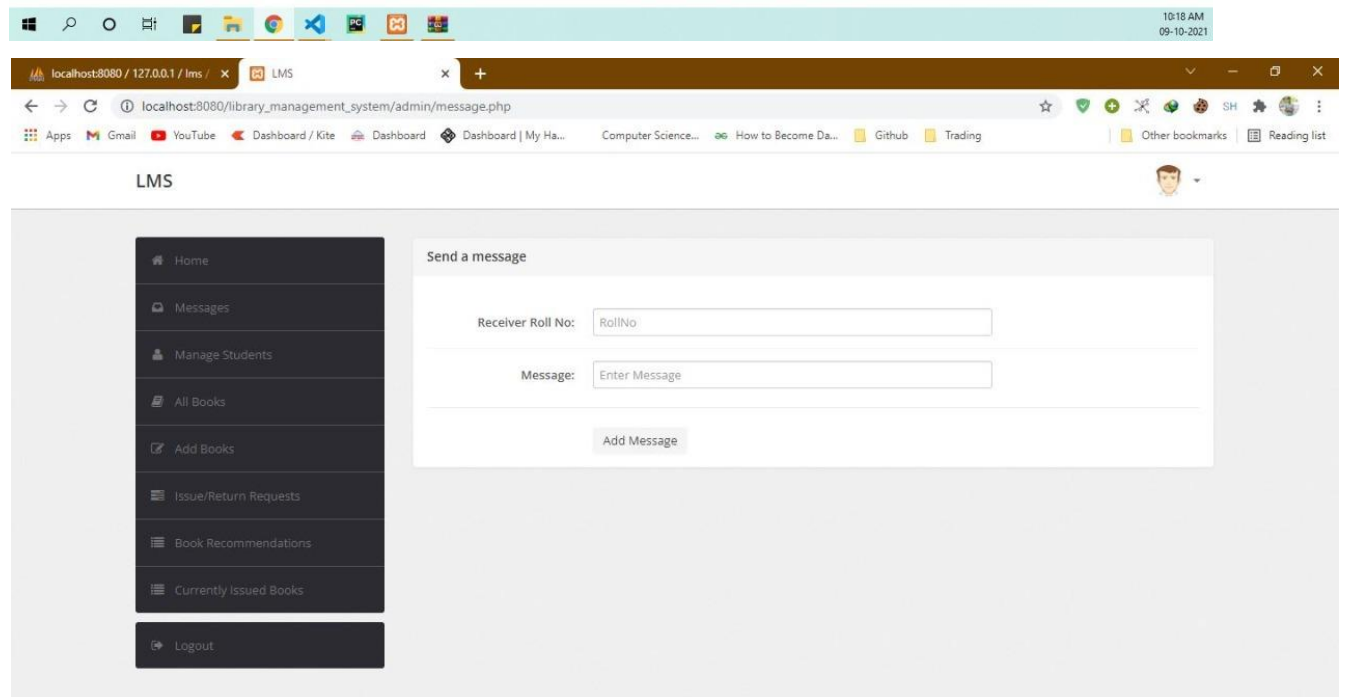 10:18 AM
09-10-2021
localhost:8080 / 127.0.0.1 / lms /
LMS
localhost:8080/library_management_system/admin/message.php
SH
Apps Gmail YouTube Dashboard / Kite Dashboard Dashboard | My Ha... Computer Science... How to Become Da... Github Trading Other bookmarks Reading list
LMS
Home
Messages
Manage Students
All Books
Add Books
Issue/Return Requests
Book Recommendations
Currently Issued Books
Logout
Send a message
Receiver Roll No: RollNo
Message: Enter Message
Add Message